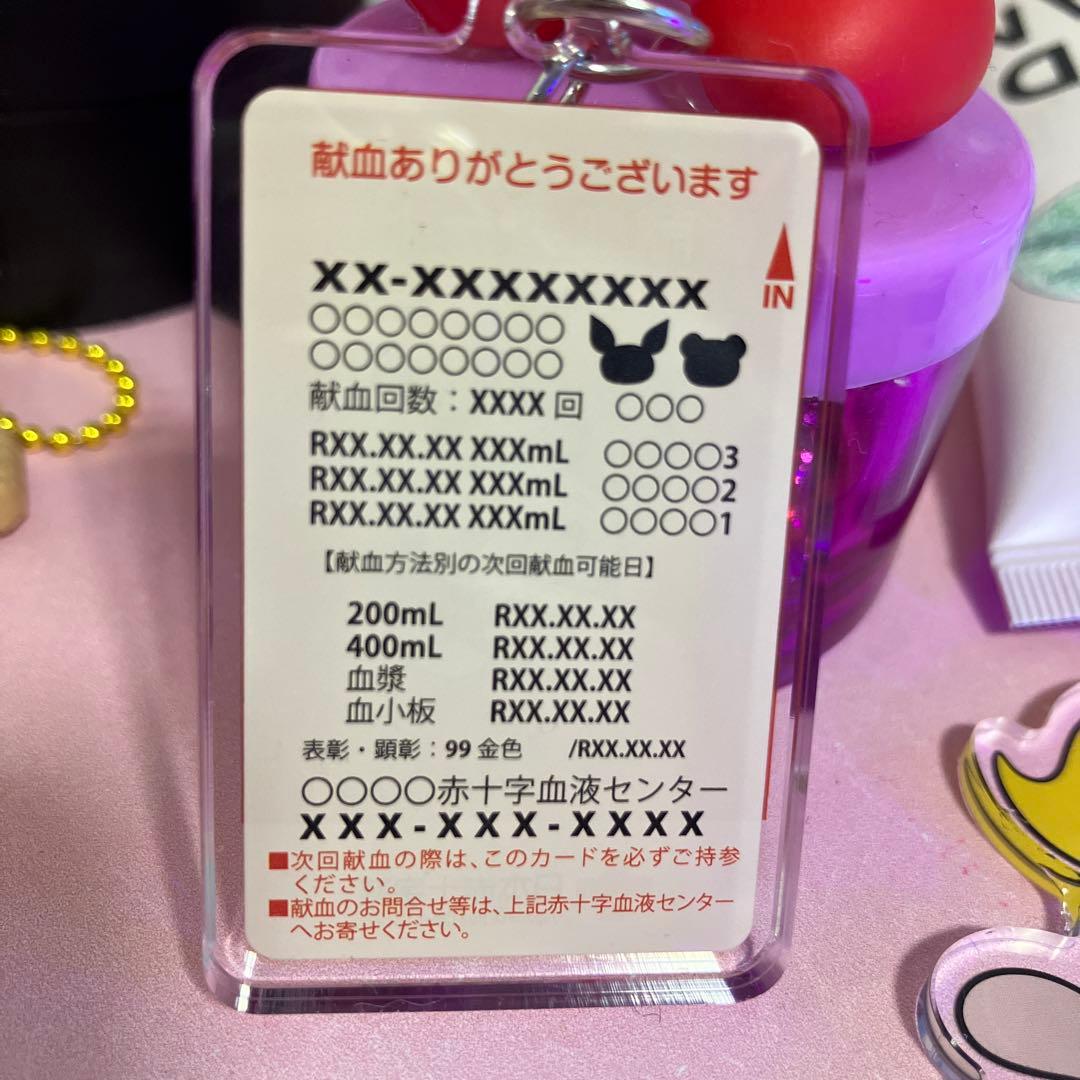 献血ありがとうございます
IN
XX-XXXXXXXX
○○○○○○○○
○○○○○○○○
献血回数：XXXX 回 ○○○
RXX.XX.XX XXXmL ○○○○3
RXX.XX.XX XXXmL ○○○○2
RXX.XX.XX XXXmL ○○○○1
【献血方法別の次回献血可能日】
200mL RXX.XX.XX
400mL RXX.XX.XX
血漿 RXX.XX.XX
血小板 RXX.XX.XX
表彰・顕彰：99 金色 /RXX.XX.XX
○○○○赤十字血液センター
XXX-XXX-XXXX
■次回献血の際は、このカードを必ずご持参
ください。
■献血のお問合せ等は、上記赤十字血液センター
へお寄せください。